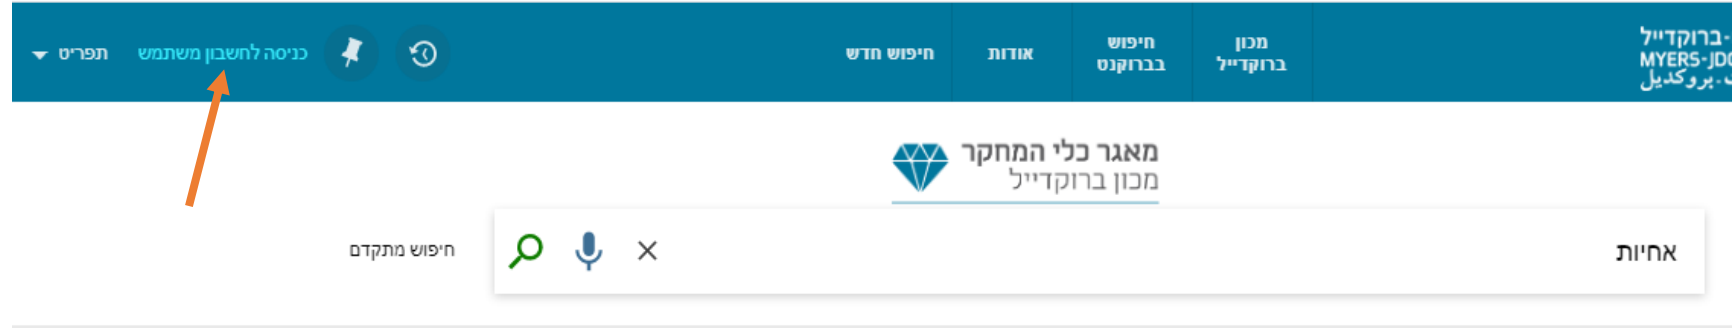 -ברוקדייל
MYERS-JDC
ت-بروكديل
מכון
ברוקדייל
חיפוש
בברוקנט
אודות
חיפוש חדש
כניסה לחשבון משתמש
תפריט
מאגר כלי המחקר
מכון ברוקדייל
אחיות
חיפוש מתקדם